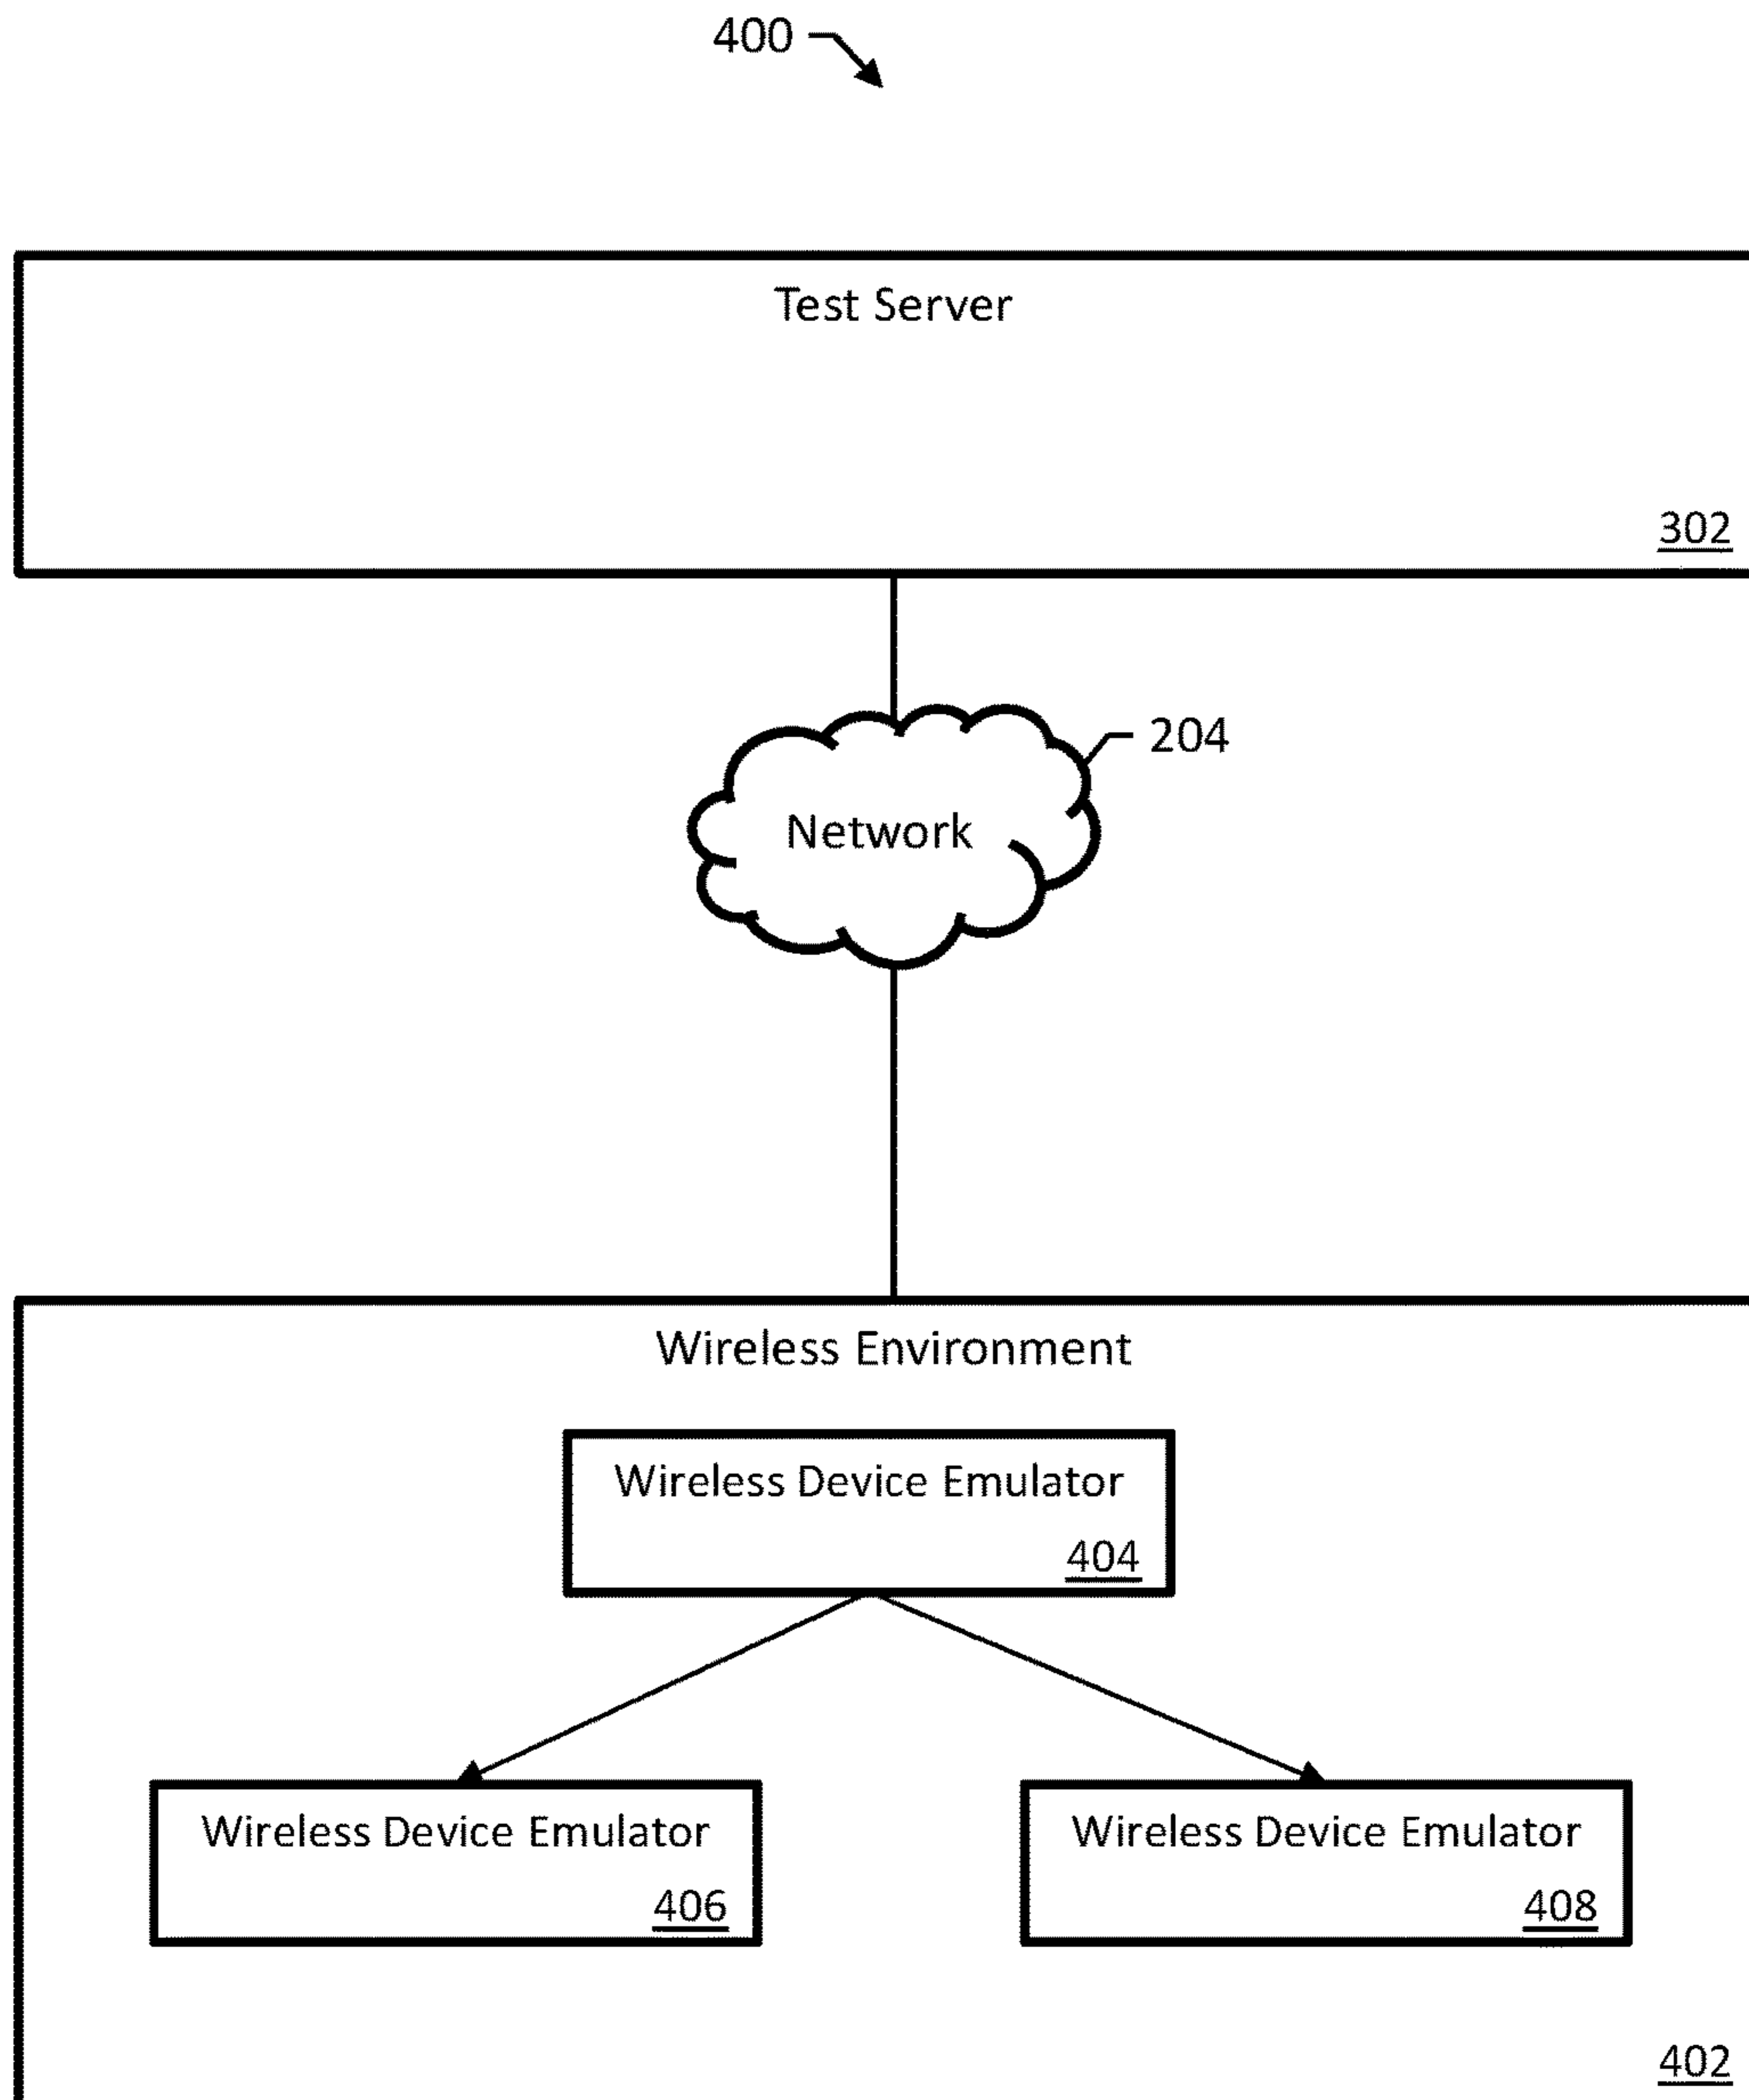 400
Test Server
302
204
Network
Wireless Environment
Wireless Device Emulator
404
Wireless Device Emulator
406
Wireless Device Emulator
408
402